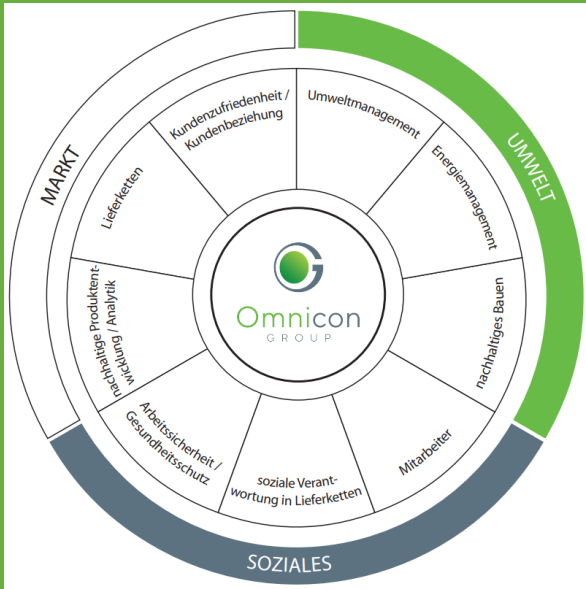 MARKT
UMWELT
SOZIALES
Kundenzufriedenheit /
Kundenbeziehung
Umweltmanagement
Energiemanagement
nachhaltiges Bauen
Mitarbeiter
soziale Verant-
wortung in Lieferketten
Arbeitssicherheit /
Gesundheitsschutz
nachhaltige Produktent-
wicklung / Analytik
Lieferketten
Omnicon
GROUP